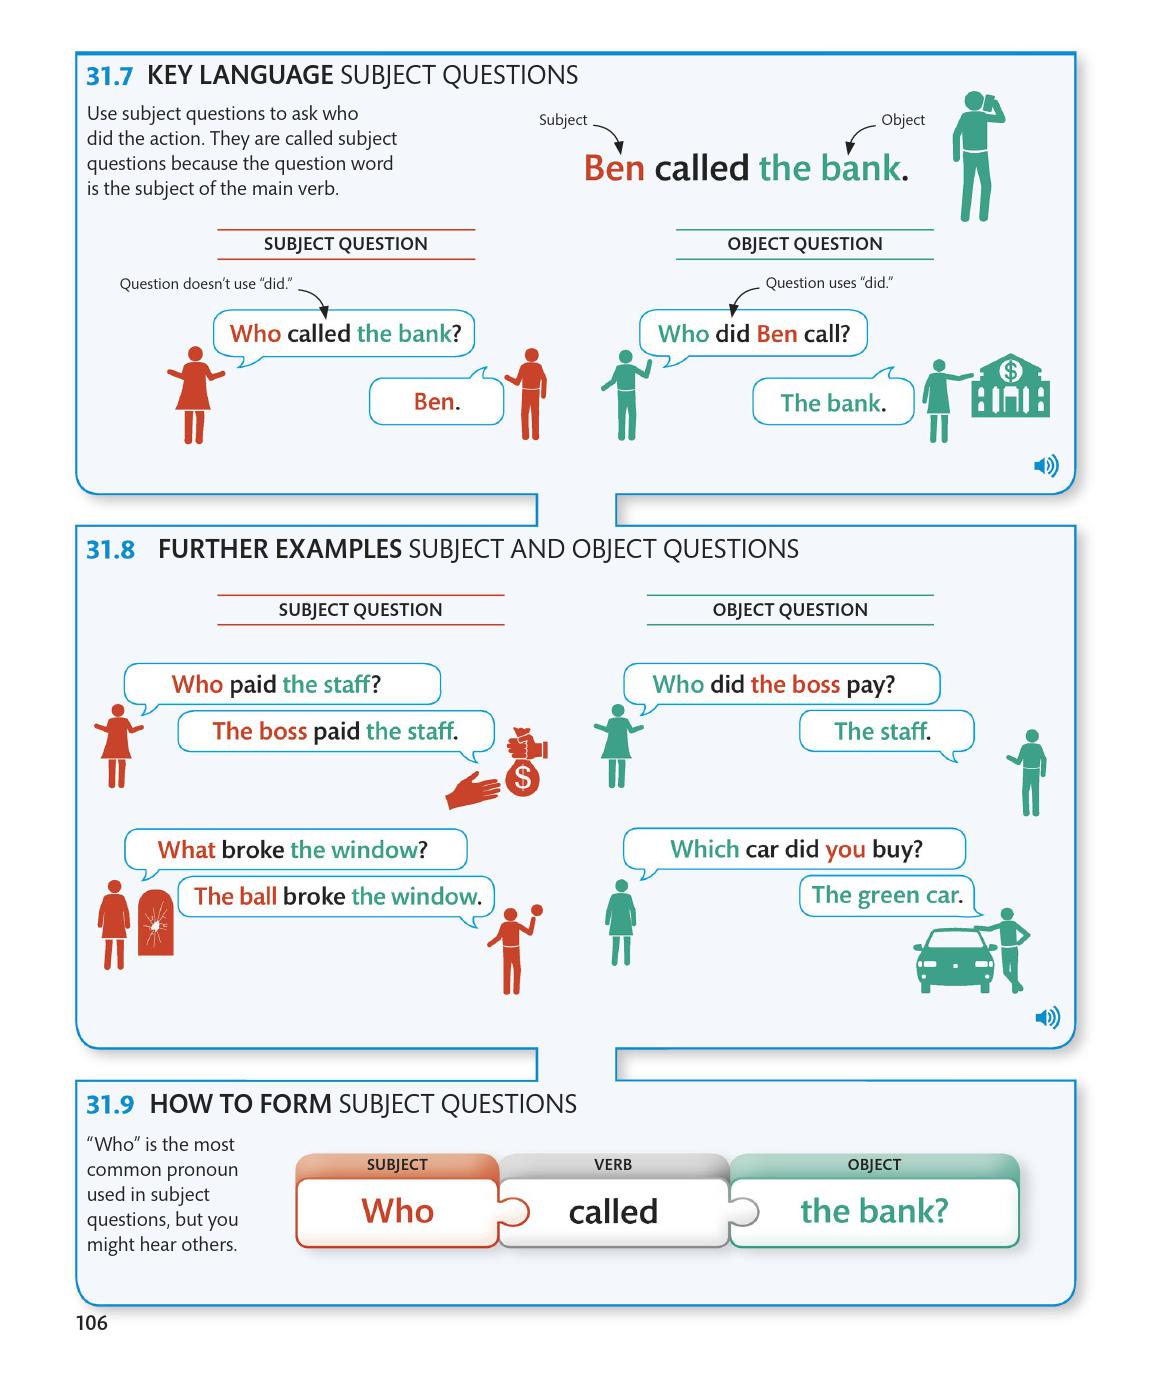 31.7 KEY LANGUAGE SUBJECT QUESTIONS
Use subject questions to ask who
did the action. They are called subject
questions because the question word
is the subject of the main verb.
Subject
Object
Ben called the bank.
SUBJECT QUESTION
Question doesn't use “did.”
Who called the bank?
Ben.
OBJECT QUESTION
Question uses “did.”
Who did Ben call?
The bank.
$
31.8 FURTHER EXAMPLES SUBJECT AND OBJECT QUESTIONS
SUBJECT QUESTION
Who paid the staff?
The boss paid the staff.
$
What broke the window?
The ball broke the window.
OBJECT QUESTION
Who did the boss pay?
The staff.
Which car did you buy?
The green car.
31.9 HOW TO FORM SUBJECT QUESTIONS
“Who” is the most
common pronoun
used in subject
questions, but you
might hear others.
SUBJECT VERB OBJECT
Who called the bank?
106